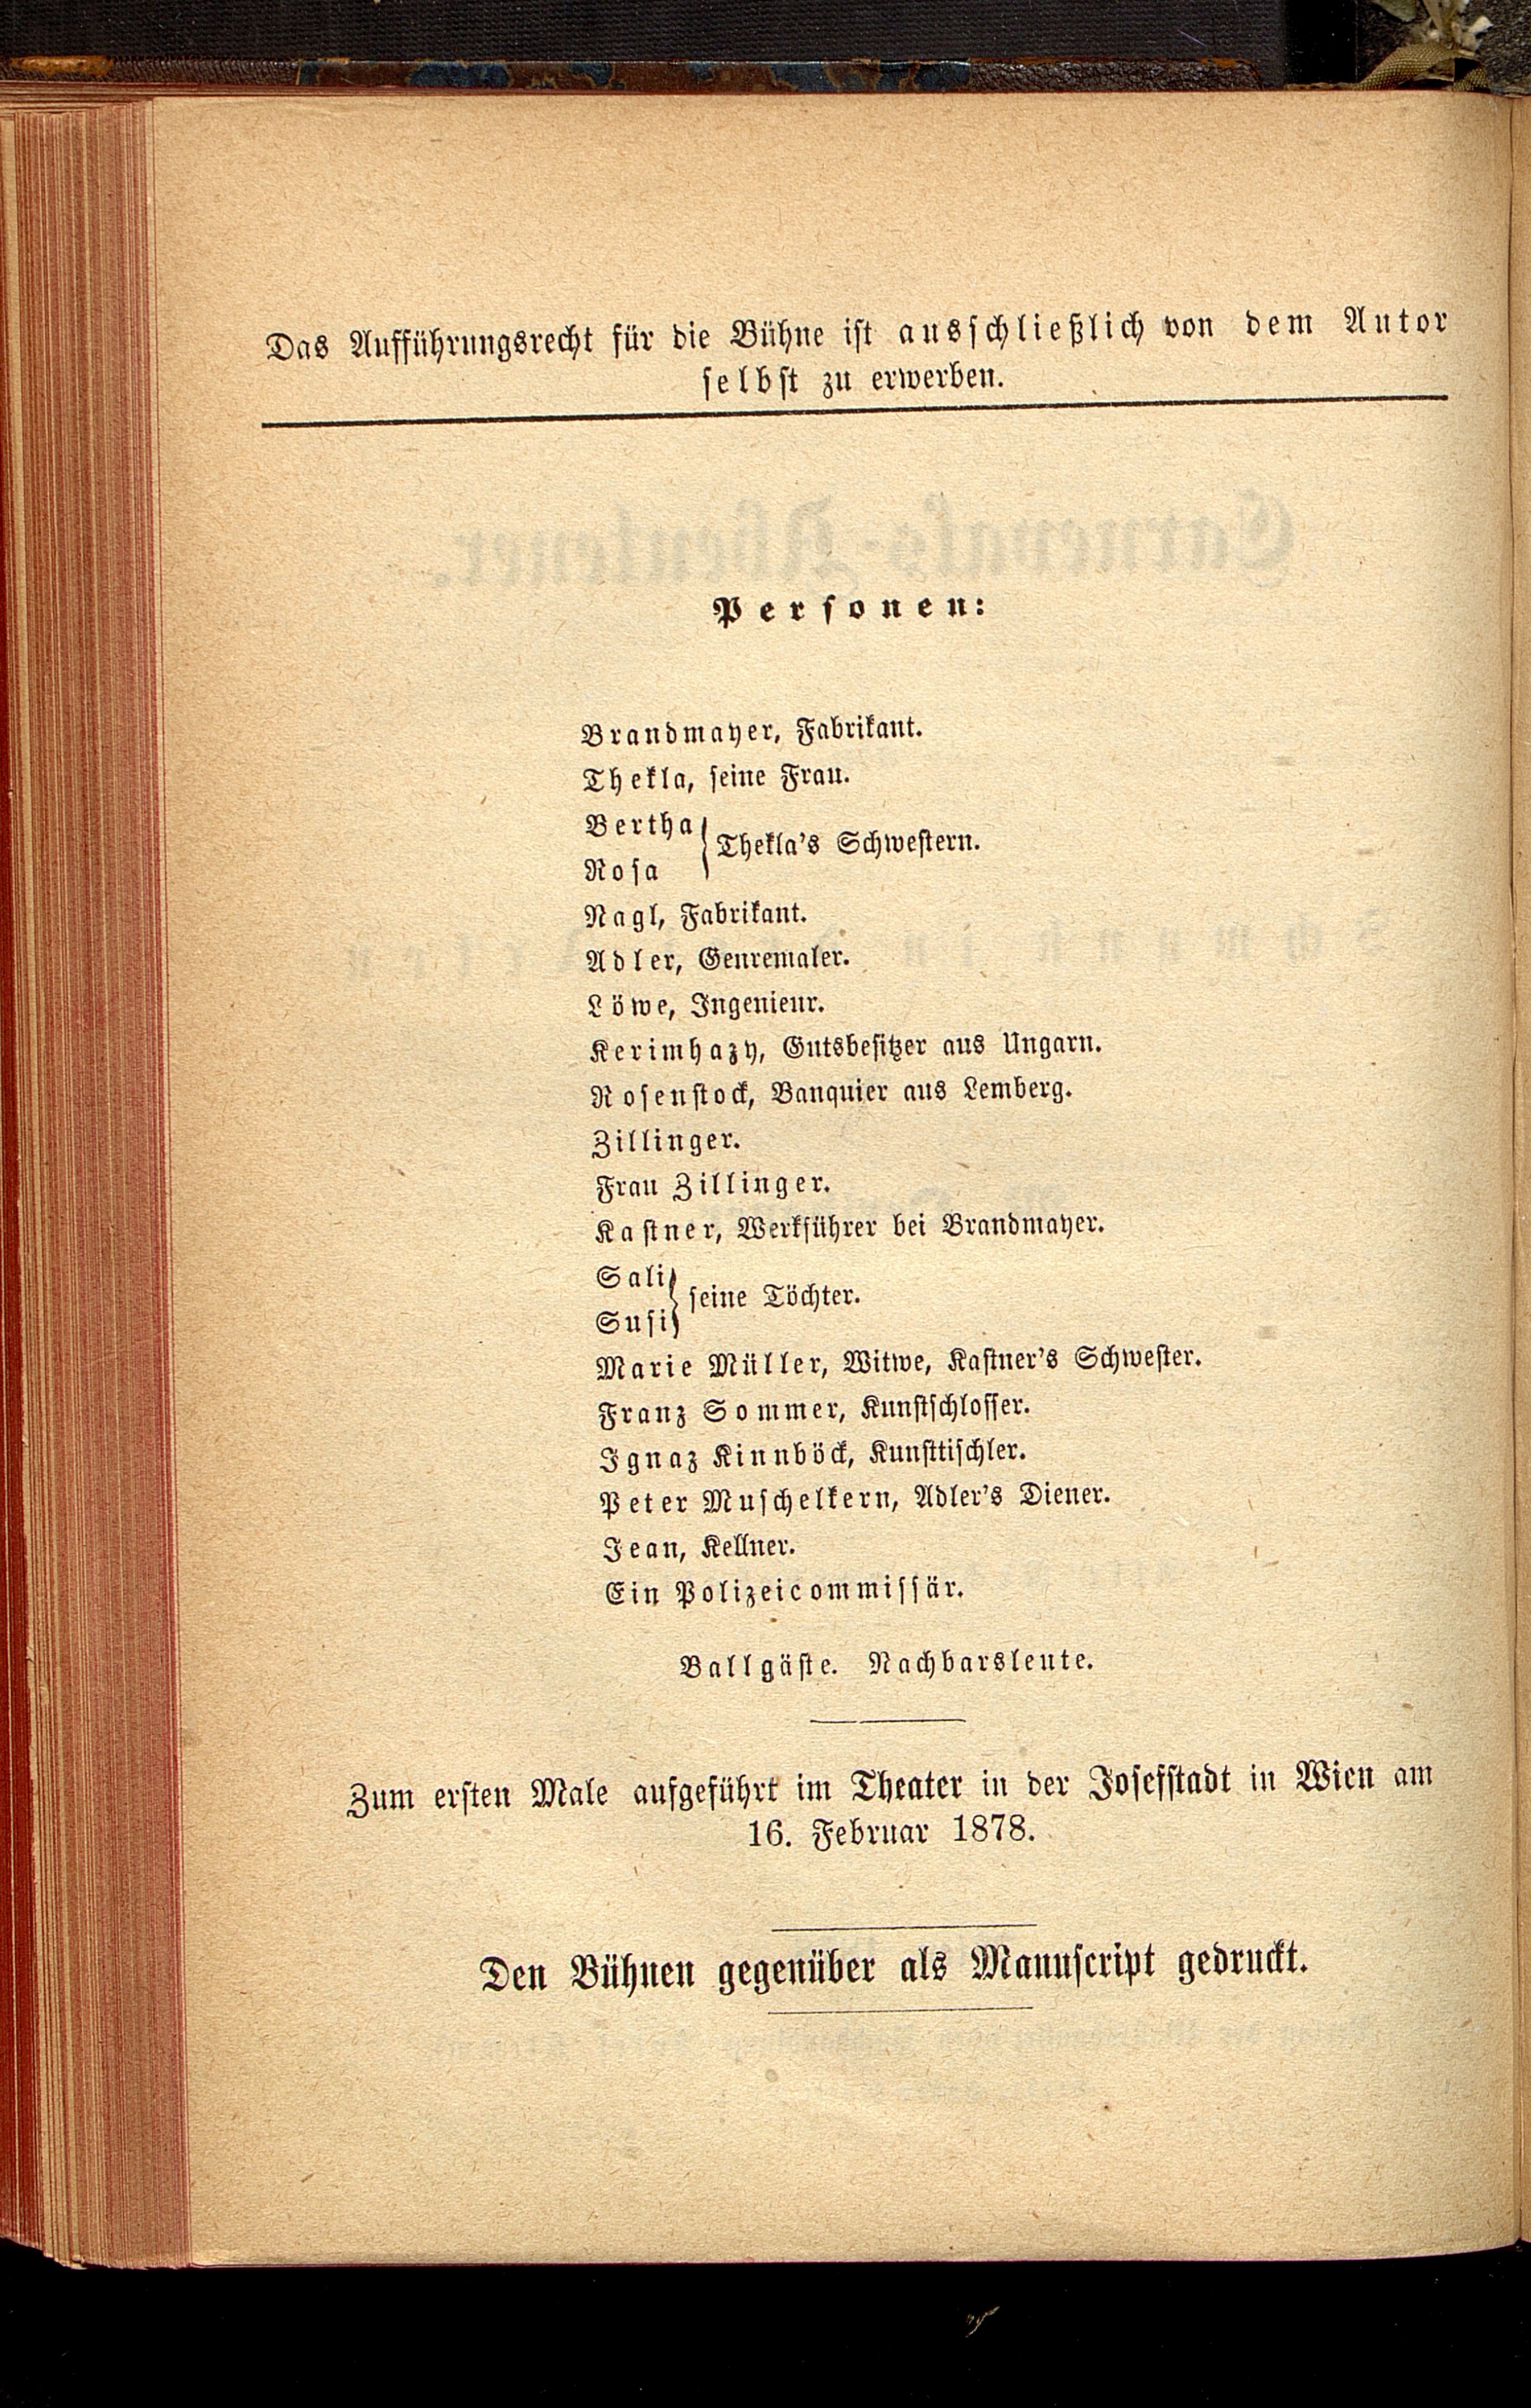 Das Aufführungsrecht für die Bühne ist ausschließlich von dem Autor
selbst zu erwerben.
Personen:
Brandmayer, Fabrikant.
Thekla, seine Frau.
Bertha
Rosa
Thekla's Schwestern.
Nagl, Fabrikant.
Adler, Genremaler.
Löwe, Ingenieur.
Kerimhazy, Gutsbesitzer aus Ungarn.
Rosenstock, Banquier aus Lemberg.
Zillinger.
Frau Zillinger.
Kastner, Werkführer bei Brandmayer.
Sali
Susi
seine Töchter.
Marie Müller, Witwe, Kastner's Schwester.
Franz Sommer, Kunstschlosser.
Ignaz Kinnböck, Kunsttischler.
Peter Muschelkern, Adler's Diener.
Jean, Kellner.
Ein Polizeicommissär.
Ballgäste. Nachbarsleute.
Zum ersten Male aufgeführt im Theater in der Josefstadt in Wien am
16. Februar 1878.
Den Bühnen gegenüber als Manuscript gedruckt.